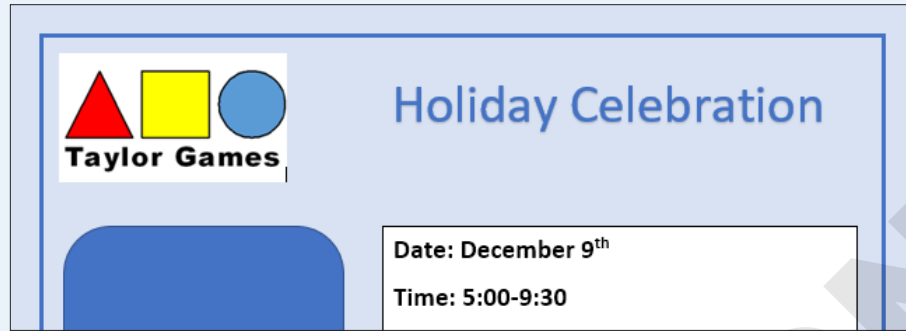 Holiday Celebration
Taylor Games
Date: December 9th
Time: 5:00-9:30